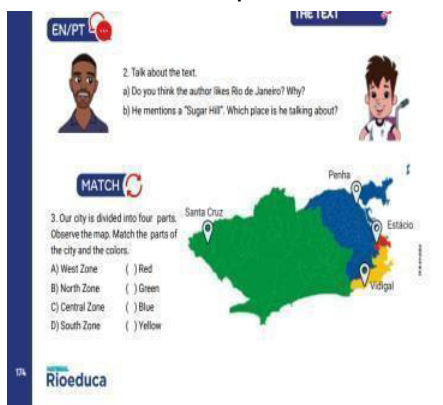 THE TEXT
EN/PT
2. Talk about the text.
a) Do you think the author likes Rio de Janeiro? Why?
b) He mentions a "Sugar Hill". Which place is he talking about?
MATCH
3. Our city is divided into four parts.
Observe the map. Match the parts of
the city and the colors.
A) West Zone ( ) Red
B) North Zone ( ) Green
C) Central Zone ( ) Blue
D) South Zone ( ) Yellow
Penha
Santa Cruz
Estácio
Vidigal
174
Rioeduca